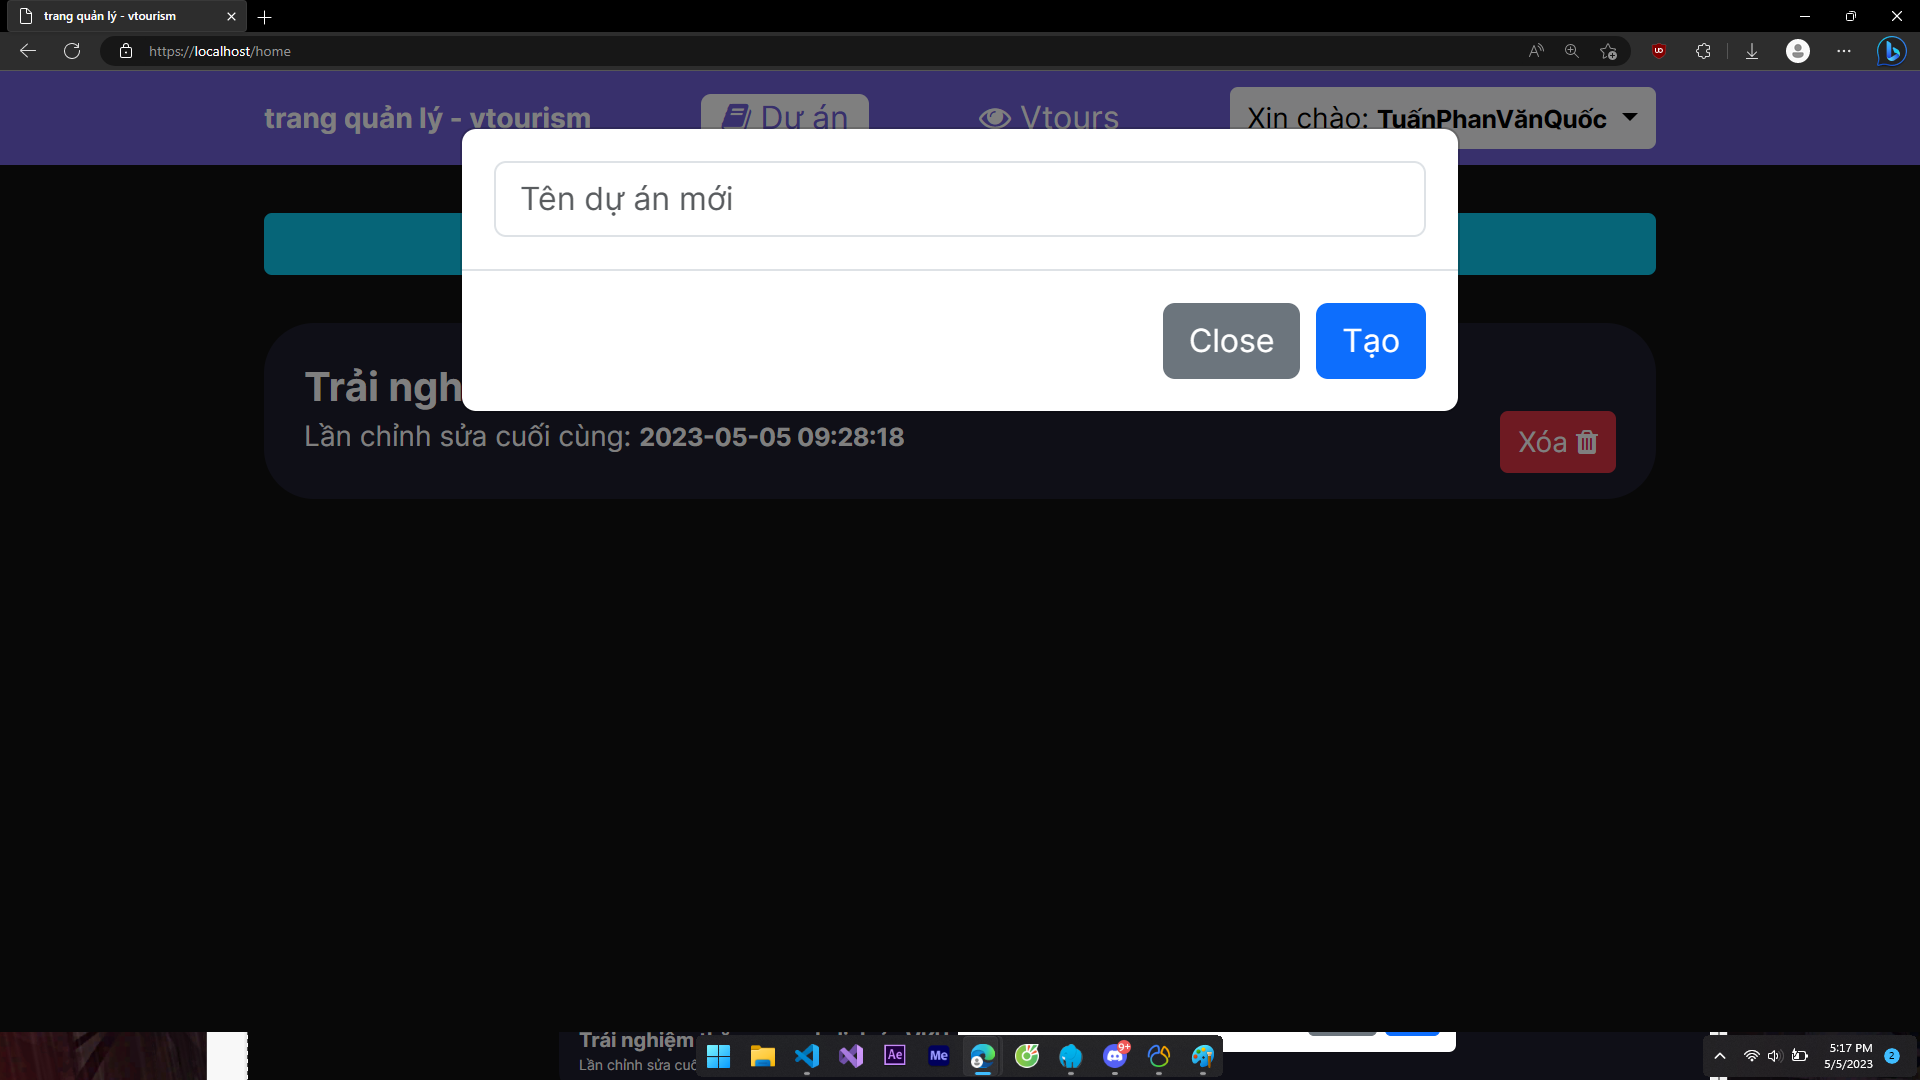 trang quản lý - vtourism
https://localhost/home
trang quản lý - vtourism
Dự án
Vtours
Xin chào: TuấnPhanVănQuốc
Tên dự án mới
Close
Tạo
Trải ngh
Lần chỉnh sửa cuối cùng: 2023-05-05 09:28:18
Xóa
Trải nghiệm
Lần chỉnh sửa cuố
Ae
Me
9+
5:17 PM
5/5/2023
2